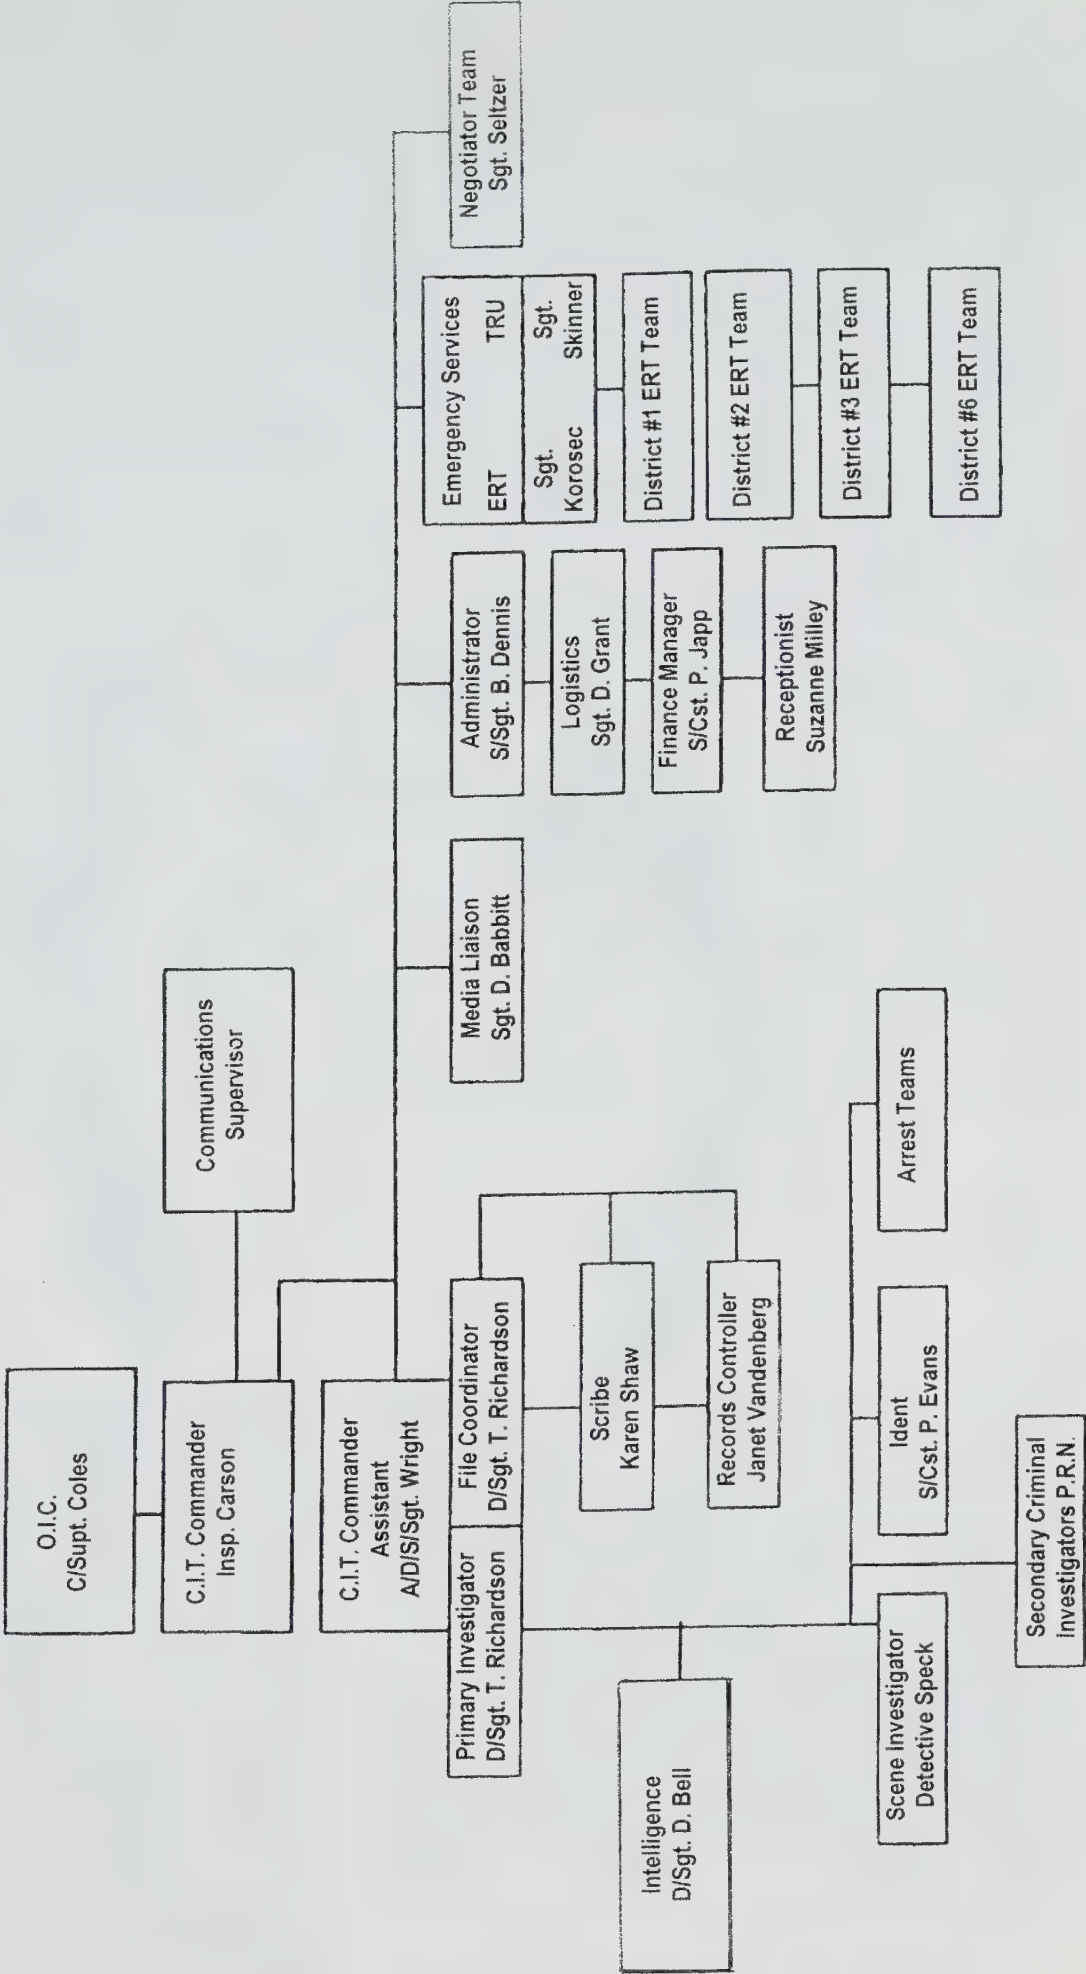 O.I.C.
C/Supt. Coles
C.I.T. Commander
Insp. Carson
Communications
Supervisor
C.I.T. Commander
Assistant
A/D/S/Sgt. Wright
Primary Investigator
D/Sgt. T. Richardson
File Coordinator
D/Sgt. T. Richardson
Media Liaison
Sgt. D. Babbitt
Administrator
S/Sgt. B. Dennis
Emergency Services
ERT TRU
Sgt. Sgt.
Korosec Skinner
Negotiator Team
Sgt. Seltzer
Logistics
Sgt. D. Grant
Finance Manager
S/Cst. P. Japp
Receptionist
Suzanne Milley
District #1 ERT Team
District #2 ERT Team
District #3 ERT Team
District #6 ERT Team
Scribe
Karen Shaw
Records Controller
Janet Vandenberg
Intelligence
D/Sgt. D. Bell
Scene Investigator
Detective Speck
Ident
S/Cst. P. Evans
Arrest Teams
Secondary Criminal
Investigators P.R.N.